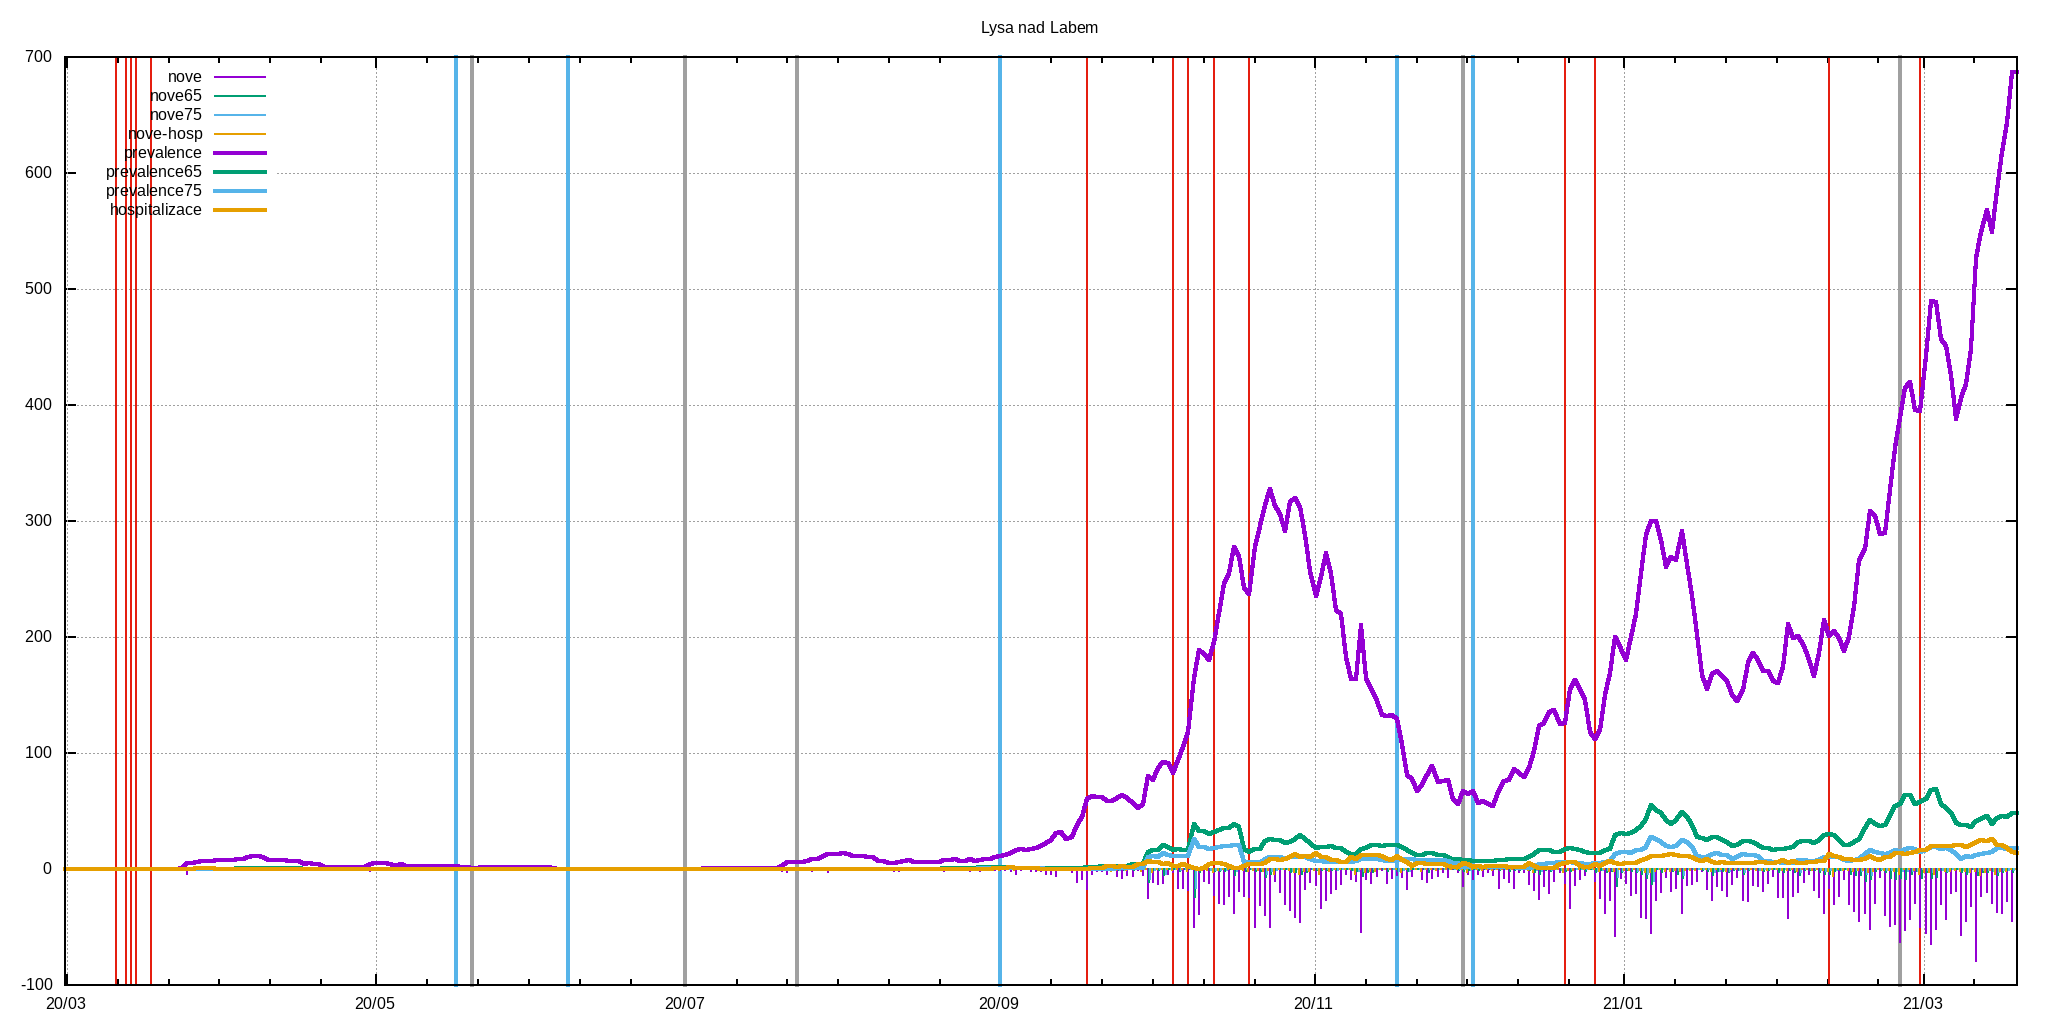 Lysa nad Labem
700
600
500
400
300
200
100
0
-100
nove
nove65
nove75
nove-hosp
prevalence
prevalence65
prevalence75
hospitalizace
20/03 20/05 20/07 20/09 20/11 21/01 21/03